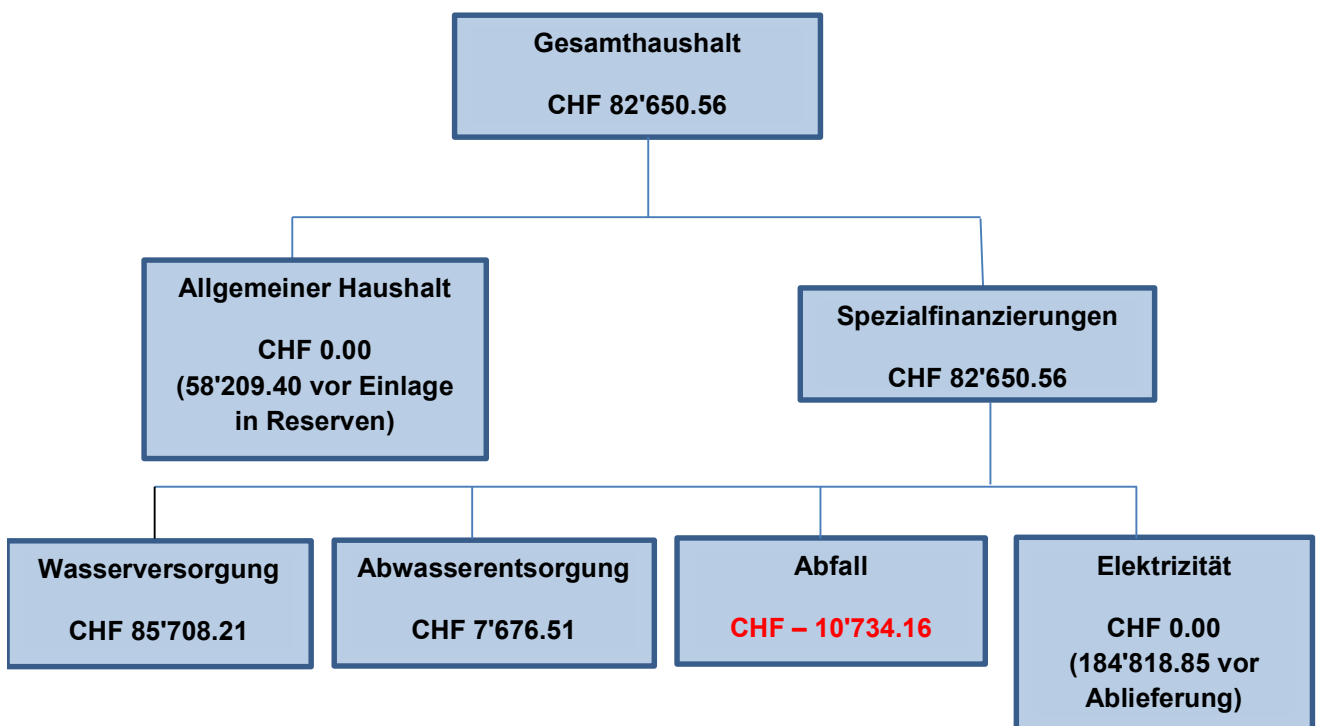 Gesamthaushalt
CHF 82'650.56
Allgemeiner Haushalt
CHF 0.00
(58'209.40 vor Einlage
in Reserven)
Spezialfinanzierungen
CHF 82'650.56
Wasserversorgung
CHF 85'708.21
Abwasserentsorgung
CHF 7'676.51
Abfall
CHF – 10'734.16
Elektrizität
CHF 0.00
(184'818.85 vor
Ablieferung)